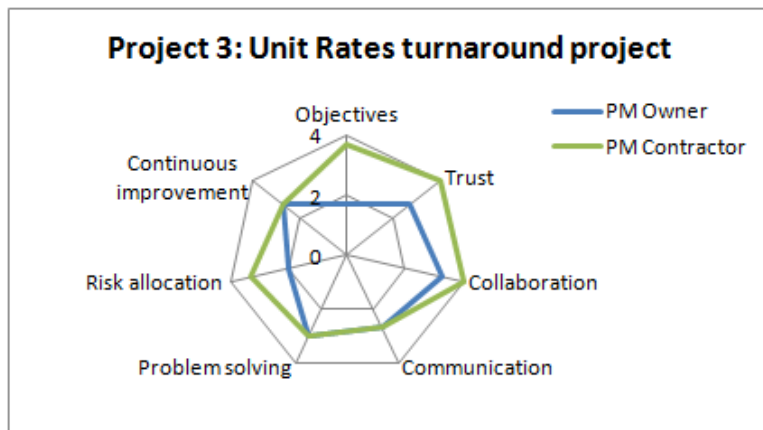 Project 3: Unit Rates turnaround project
Objectives
PM Owner
PM Contractor
4
Continuous
improvement
Trust
2
0
Risk allocation
Collaboration
Problem solving
Communication